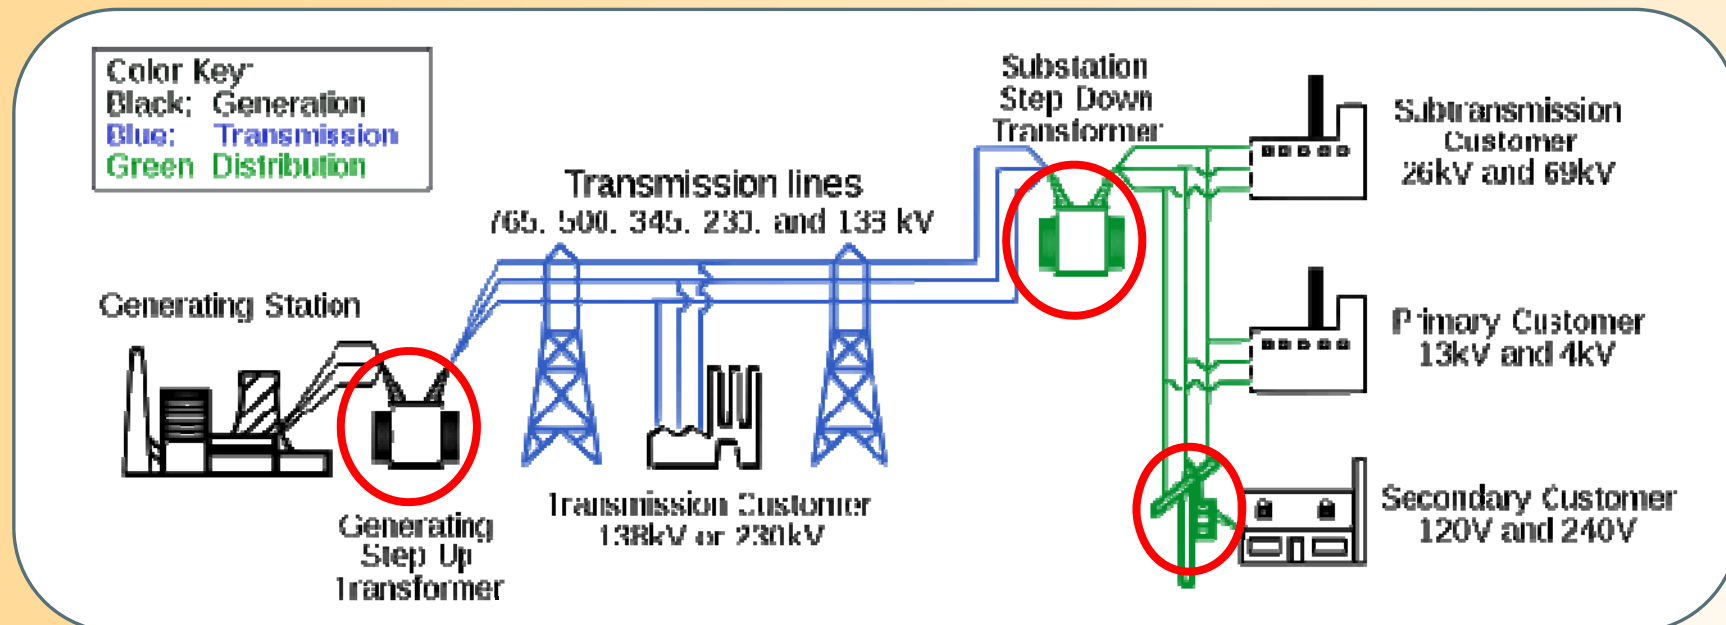 Color Key:
Black: Generation
Blue: Transmission
Green Distribution
Substation
Step Down
Transformer
Subtransmission
Customer
26kV and 69kV
Transmission lines
765, 500, 345, 230, and 138 kV
Generating Station
Primary Customer
13kV and 4kV
Transmission Customer
138kV or 230kV
Secondary Customer
120V and 240V
Generating
Step Up
Transformer